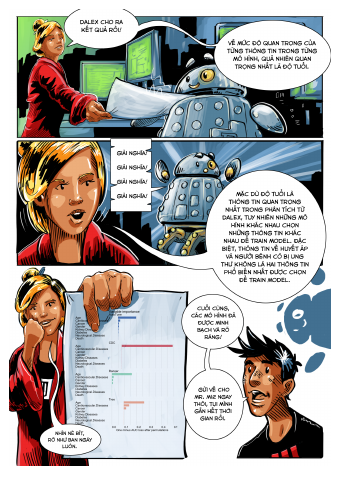 DALEX CHO RA
KẾT QUẢ RỒI!
VỀ MỨC ĐỘ QUAN TRỌNG CỦA
TỪNG THÔNG TIN TRONG TỪNG
MÔ HÌNH, QUẢ NHIÊN QUAN
TRỌNG NHẤT LÀ ĐỘ TUỔI.
GIẢI NGHĨA!
GIẢI NGHĨA!
GIẢI NGHĨA!
GIẢI NGHĨA!
MẶC DÙ ĐỘ TUỔI LÀ
THÔNG TIN QUAN TRỌNG
NHẤT TRONG PHÂN TÍCH TỪ
DALEX, TUY NHIÊN NHỮNG MÔ
HÌNH KHÁC NHAU CHỌN
NHỮNG THÔNG TIN KHÁC
NHAU ĐỂ TRAIN MODEL. ĐẶC
BIỆT, THÔNG TIN VỀ HUYẾT ÁP
VÀ NGƯỜI BỆNH CÓ BỊ UNG
THƯ KHÔNG LÀ HAI THÔNG TIN
PHỔ BIẾN NHẤT ĐƯỢC CHỌN
ĐỂ TRAIN MODEL.
CUỐI CÙNG,
CÁC MÔ HÌNH ĐÃ
ĐƯỢC MINH
BẠCH VÀ RÕ
RÀNG!
GỬI VỀ CHO
MR. MIZ NGAY
THÔI, TỤI MÌNH
GẦN HẾT THỜI
GIAN RỒI.
NHÌN NÈ BÍT,
RÕ NHƯ BAN NGÀY
LUÔN.